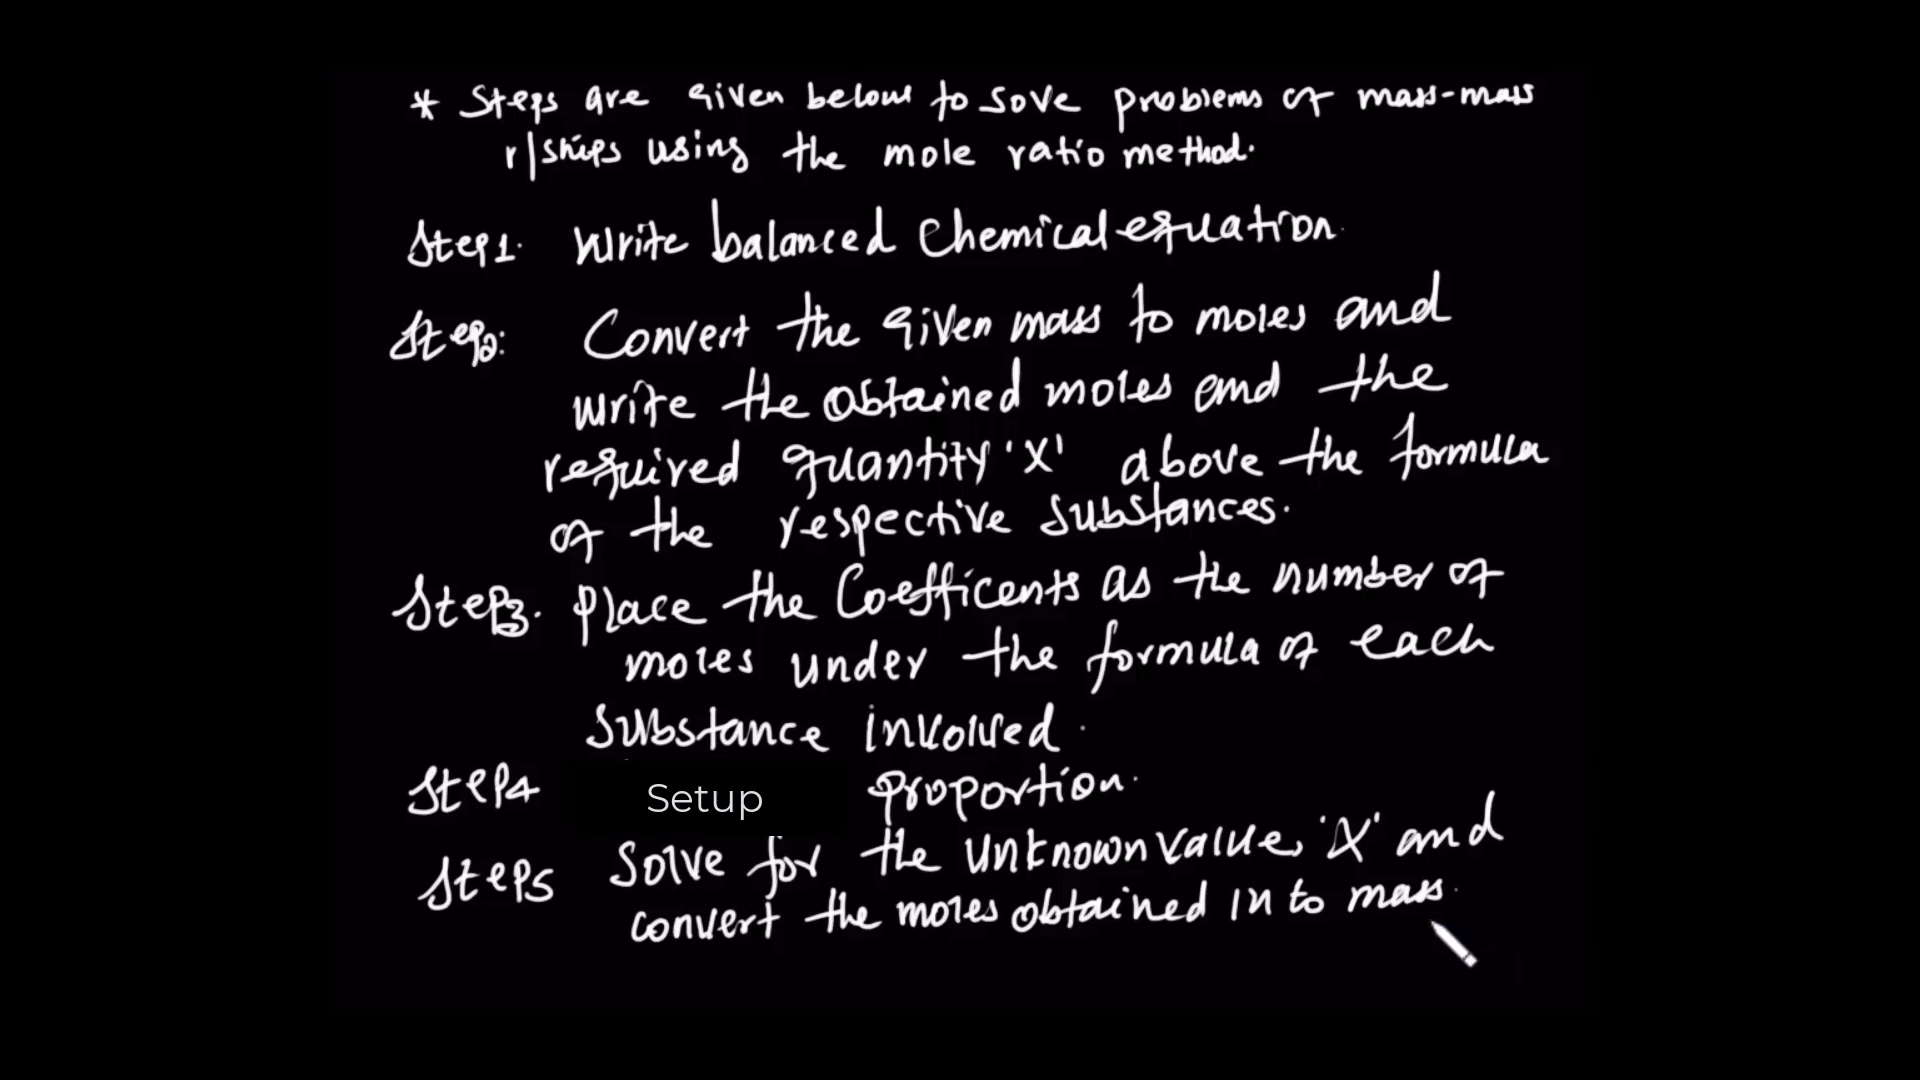 * Steps are given below to sove problems of mass-mass
r/ships using the mole ratio method.
Step1. Write balanced Chemical equation.
Step2: Convert the given mass to moles and
write the obtained moles and the
required quantity 'X' above the formula
of the respective substances.
Step3. place the Coefficents as the number of
moles under the formula of each
Substance involved.
Step4 Setup proportion.
Step5 Solve for the unknown value, 'X' and
convert the moles obtained in to mass.